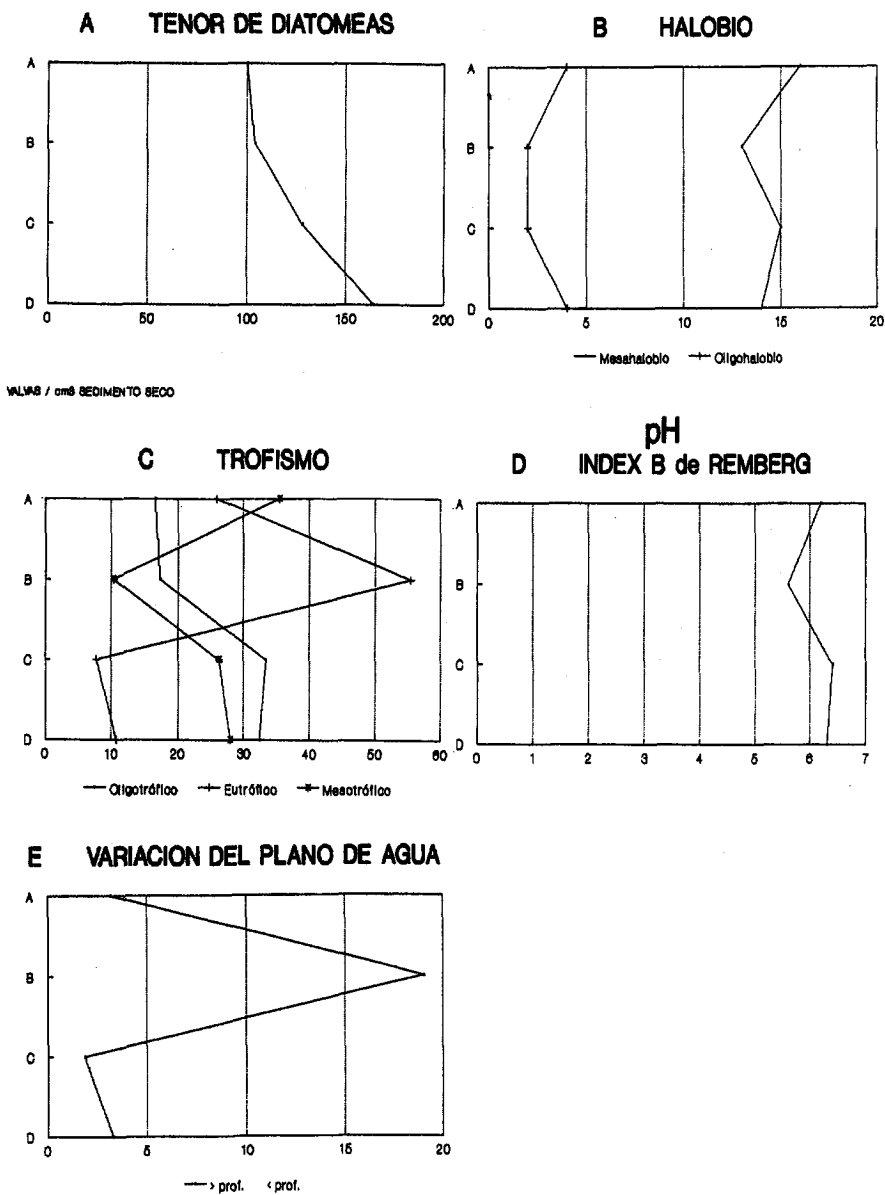 A TENOR DE DIATOMEAS
A
B
C
D
0 50 100 150 200
VALVAS / cm3 SEDIMENTO SECO
B HALOBIO
A
B
C
D
0 5 10 15 20
Mesahalobio Oligohalobio
C TROFISMO
A
B
C
D
0 10 20 30 40 50 60
Oligotrófico Eutrófico Mesotrófico
pH
D INDEX B de REMBERG
A
B
C
D
0 1 2 3 4 5 6 7
E VARIACION DEL PLANO DE AGUA
A
B
C
D
0 5 10 15 20
> prof. < prof.